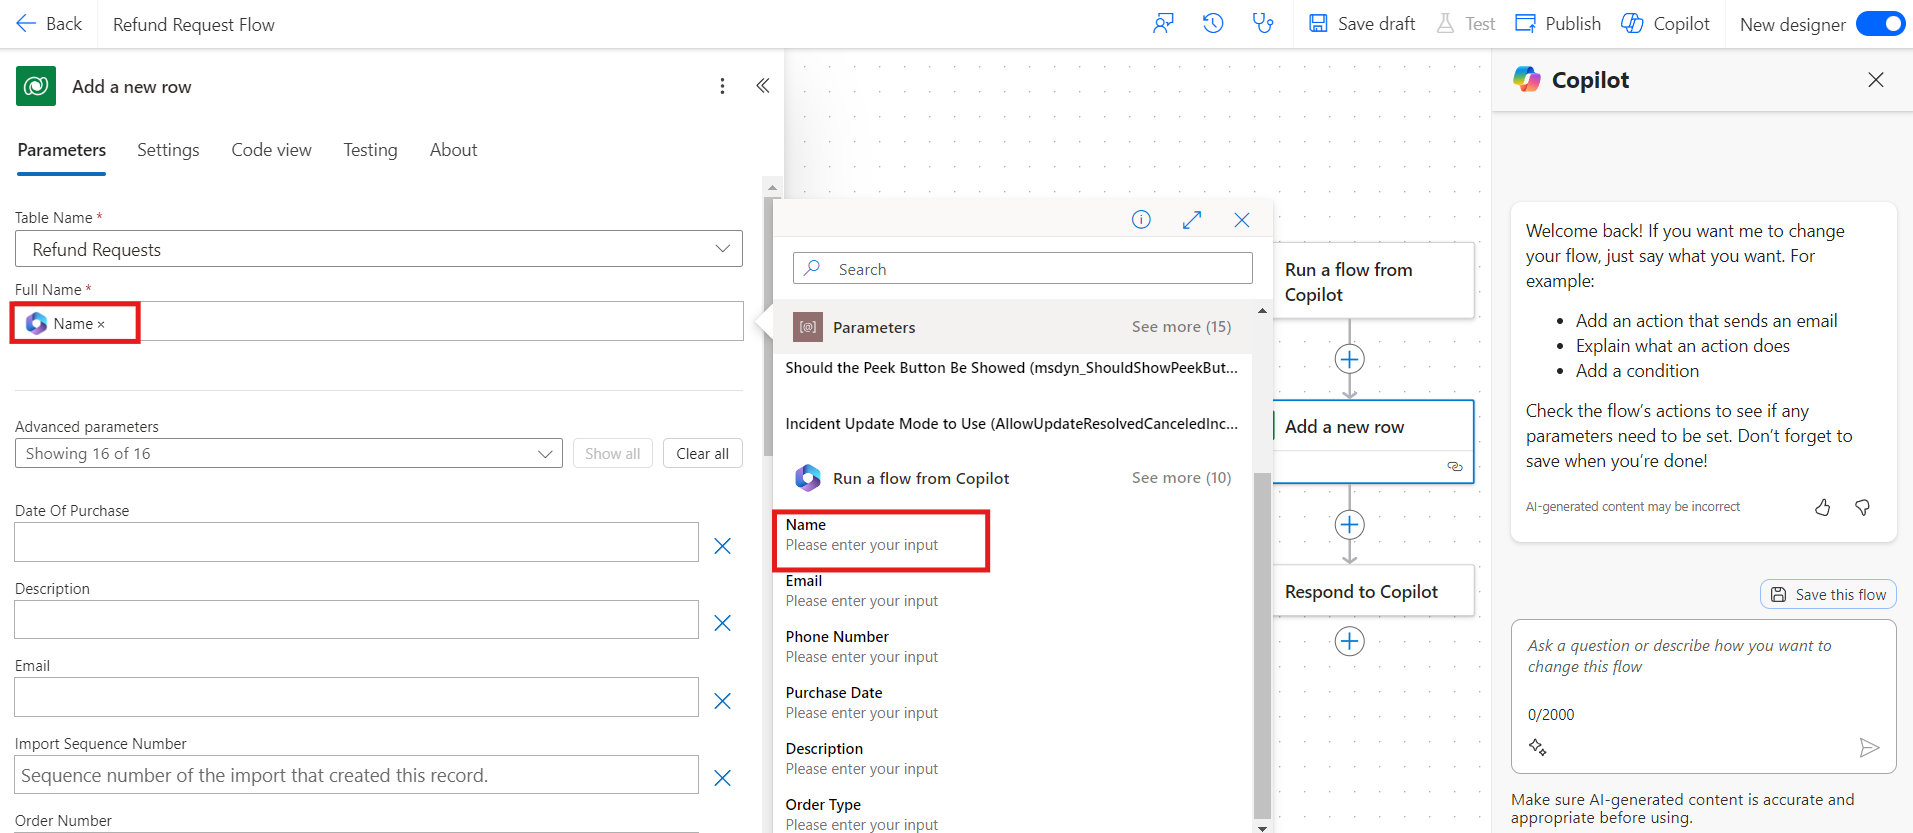 Back
Refund Request Flow
Save draft
Test
Publish
Copilot
New designer
Add a new row
Parameters
Settings
Code view
Testing
About
Table Name *
Refund Requests
Full Name *
Name ×
Advanced parameters
Showing 16 of 16
Show all
Clear all
Date Of Purchase
Description
Email
Import Sequence Number
Sequence number of the import that created this record.
Order Number
Search
Parameters
See more (15)
Should the Peek Button Be Showed (msdyn_ShouldShowPeekBut...
Incident Update Mode to Use (AllowUpdateResolvedCanceledInc...
Run a flow from Copilot
See more (10)
Name
Please enter your input
Email
Please enter your input
Phone Number
Please enter your input
Purchase Date
Please enter your input
Description
Please enter your input
Order Type
Please enter your input
Run a flow from
Copilot
Add a new row
Respond to Copilot
Copilot
Welcome back! If you want me to change
your flow, just say what you want. For
example:
• Add an action that sends an email
• Explain what an action does
• Add a condition
Check the flow's actions to see if any
parameters need to be set. Don't forget to
save when you're done!
AI-generated content may be incorrect
Save this flow
Ask a question or describe how you want to
change this flow
0/2000
Make sure AI-generated content is accurate and
appropriate before using.